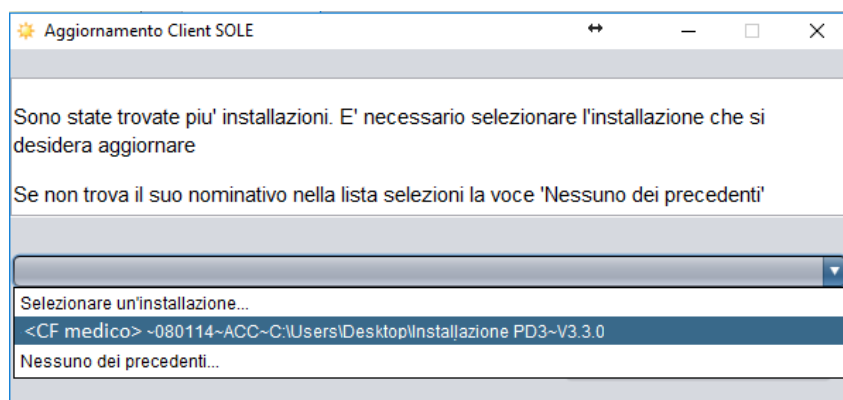 Aggiornamento Client SOLE
Sono state trovate piu' installazioni. E' necessario selezionare l'installazione che si
desidera aggiornare
Se non trova il suo nominativo nella lista selezioni la voce 'Nessuno dei precedenti'
Selezionare un'installazione...
<CF medico> ~080114~ACC~C:\Users\Desktop\Installazione PD3~V3.3.0
Nessuno dei precedenti...